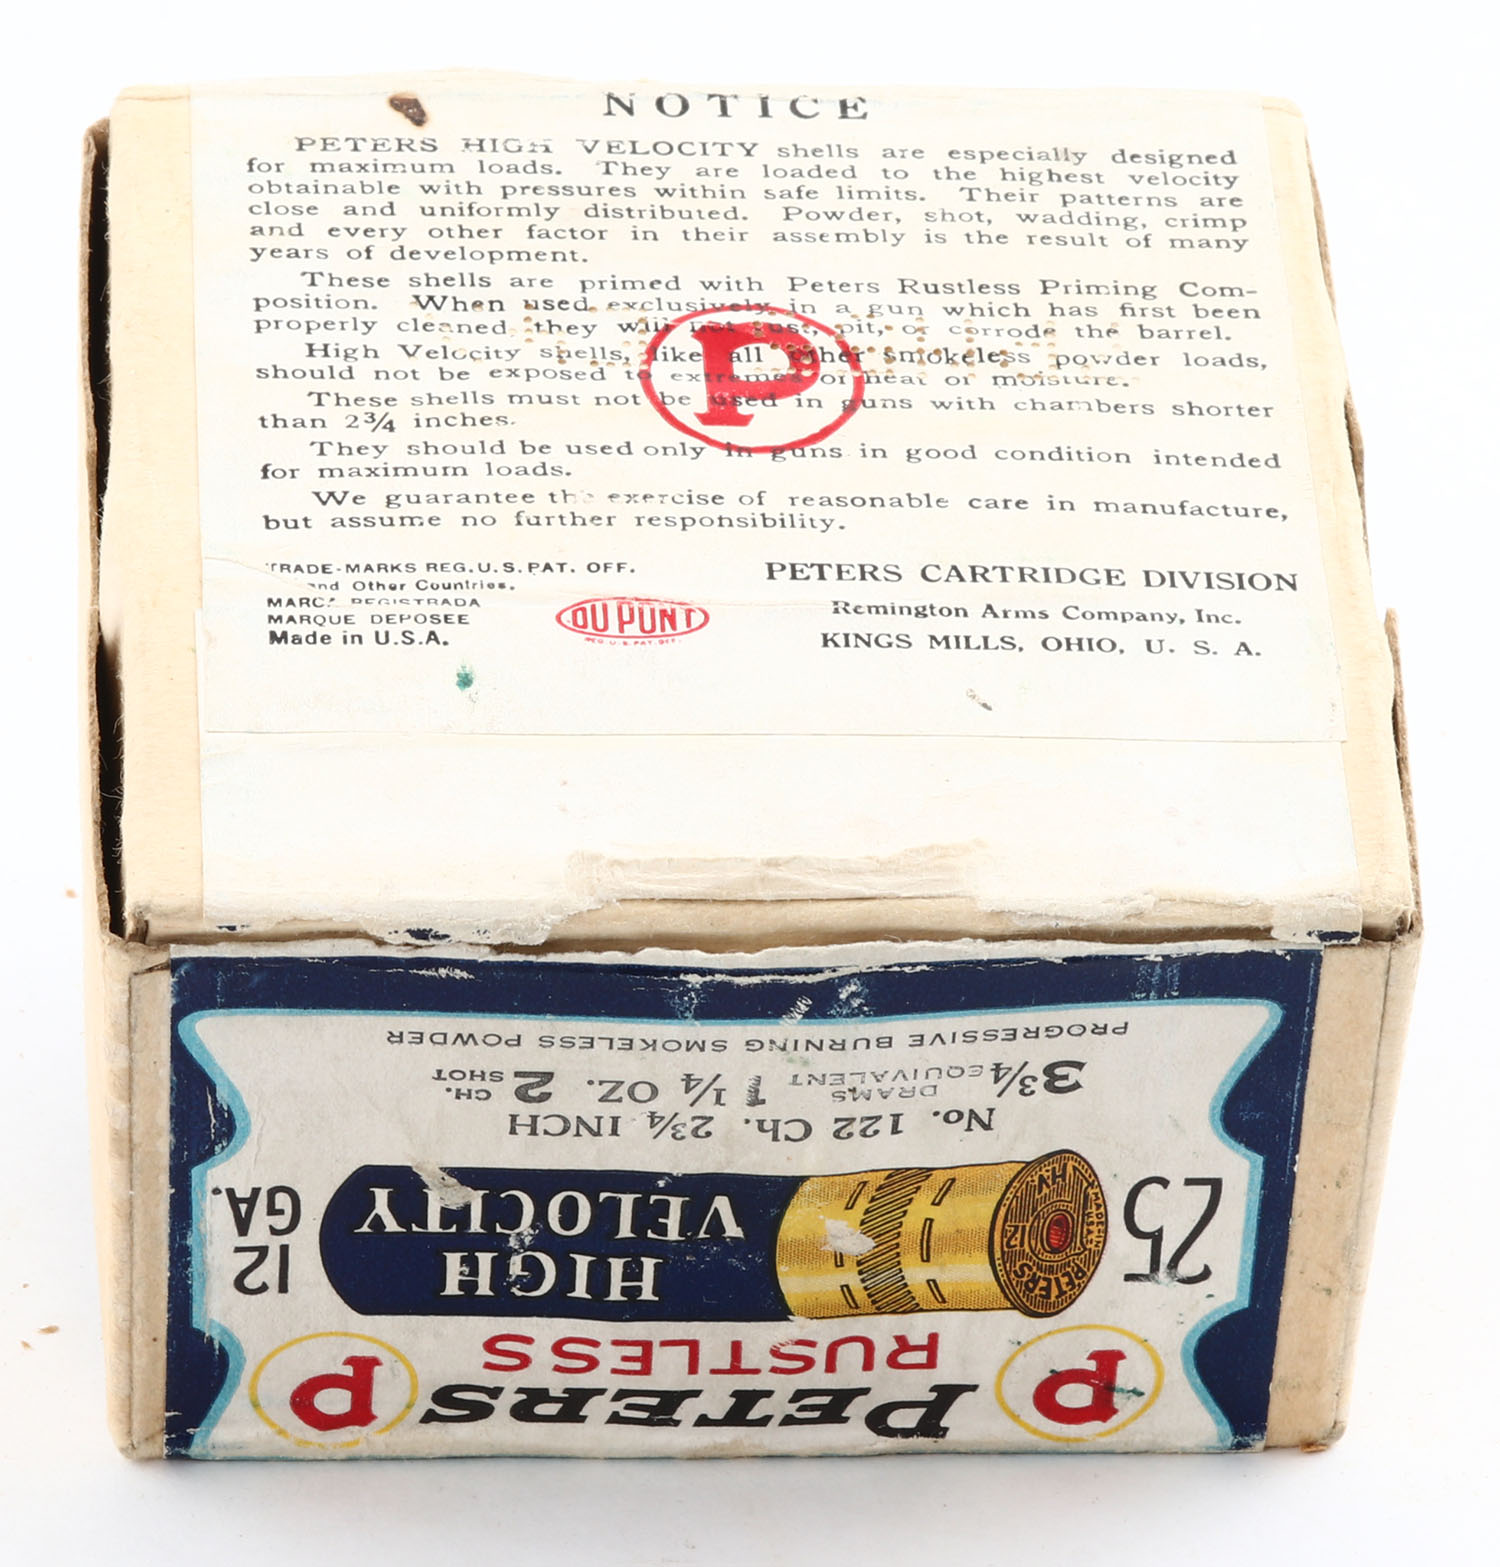 NOTICE
PETERS HIGH VELOCITY shells are especially designed
for maximum loads. They are loaded to the highest velocity
obtainable with pressures within safe limits. Their patterns are
close and uniformly distributed. Powder, shot, wadding, crimp
and every other factor in their assembly is the result of many
years of development.
These shells are primed with Peters Rustless Priming Com-
position. When used exclusively in a gun which has first been
properly cleaned they will not rust, pit, or corrode the barrel.
High Velocity shells, like all other smokeless powder loads,
should not be exposed to extremes of heat or moisture.
These shells must not be used in guns with chambers shorter
than 2¾ inches.
They should be used only in guns in good condition intended
for maximum loads.
We guarantee the exercise of reasonable care in manufacture,
but assume no further responsibility.
P
TRADE-MARKS REG.U.S.PAT. OFF.
and Other Countries.
MARCA REGISTRADA
MARQUE DEPOSEE
Made in U.S.A.
DU PONT
REG.U.S.PAT.OFF.
PETERS CARTRIDGE DIVISION
Remington Arms Company, Inc.
KINGS MILLS, OHIO, U. S. A.
P PETERS P
RUSTLESS
25
12
GA.
HIGH
VELOCITY
PETERS
12
H.V.
MADE IN
U.S.A.
No. 122 Ch. 2¾ INCH
3¾ DRAMS EQUIVALENT 1 1¼ OZ. 2 CH. SHOT
PROGRESSIVE BURNING SMOKELESS POWDER